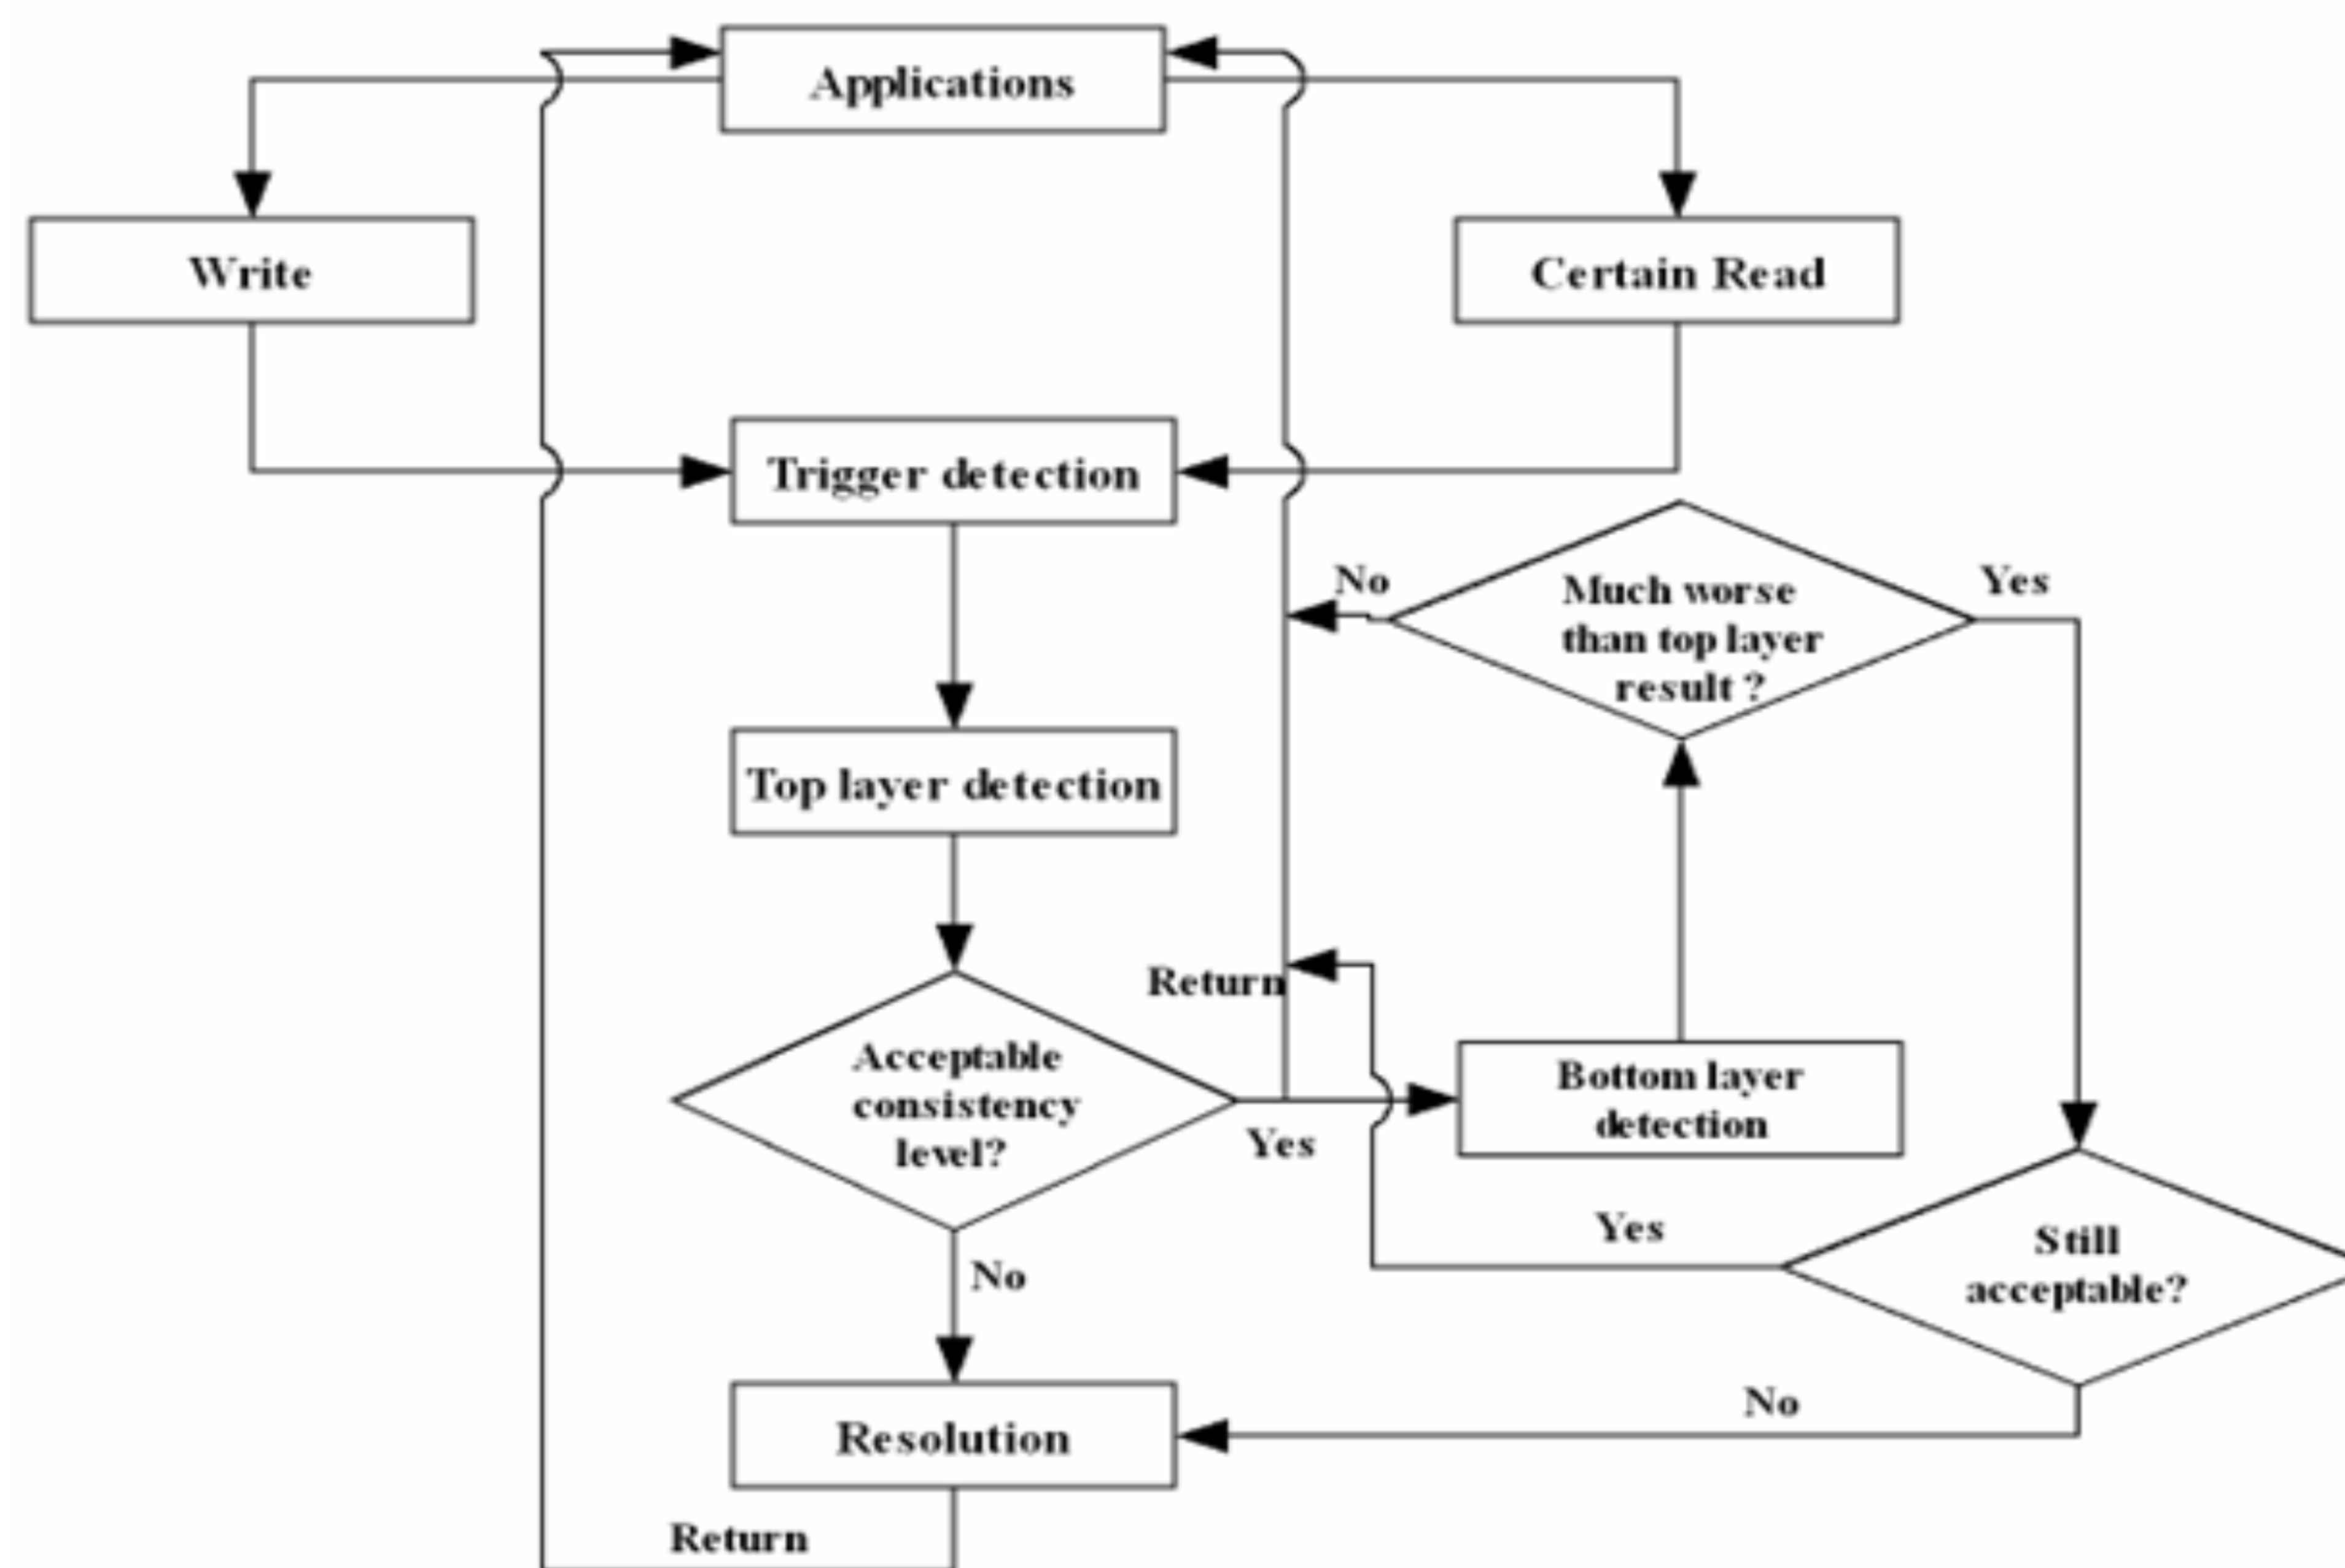 Applications
Write
Certain Read
Trigger detection
No
Much worse
than top layer
result ?
Yes
Top layer detection
Return
Acceptable
consistency
level?
Yes
Bottom layer
detection
Yes
Still
acceptable?
No
Resolution
No
Return